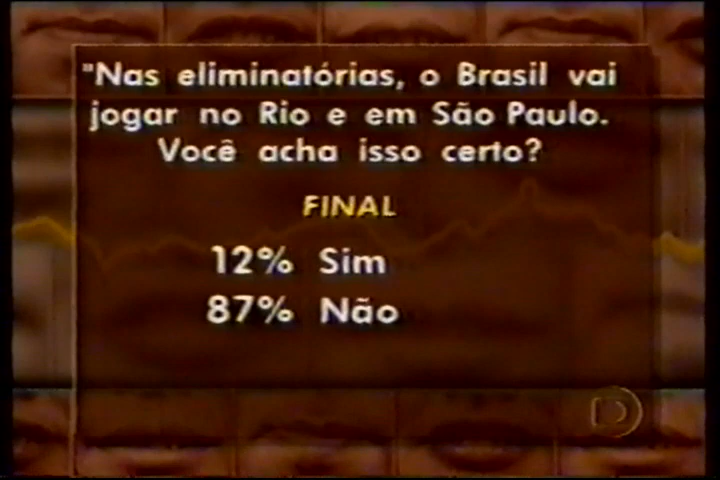 "Nas eliminatórias, o Brasil vai
jogar no Rio e em São Paulo.
Você acha isso certo?
FINAL
12% Sim
87% Não